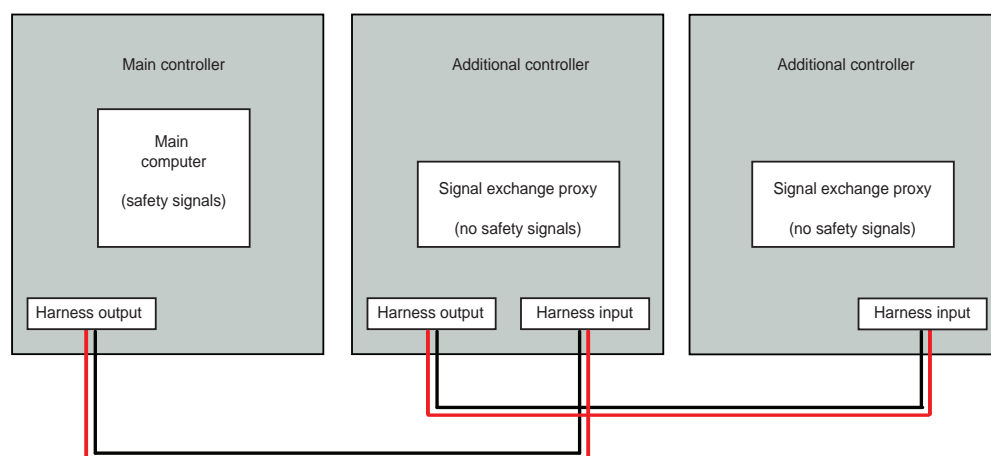 Main controller
Additional controller
Additional controller
Main
computer
(safety signals)
Signal exchange proxy
(no safety signals)
Signal exchange proxy
(no safety signals)
Harness output
Harness output
Harness input
Harness input